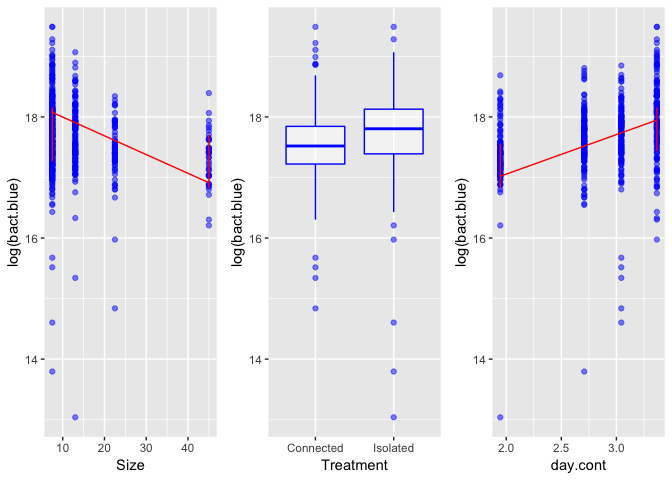 log(bact.blue)
18
16
14
10 20 30 40
Size
log(bact.blue)
18
16
14
Connected Isolated
Treatment
log(bact.blue)
18
16
14
2.0 2.5 3.0
day.cont